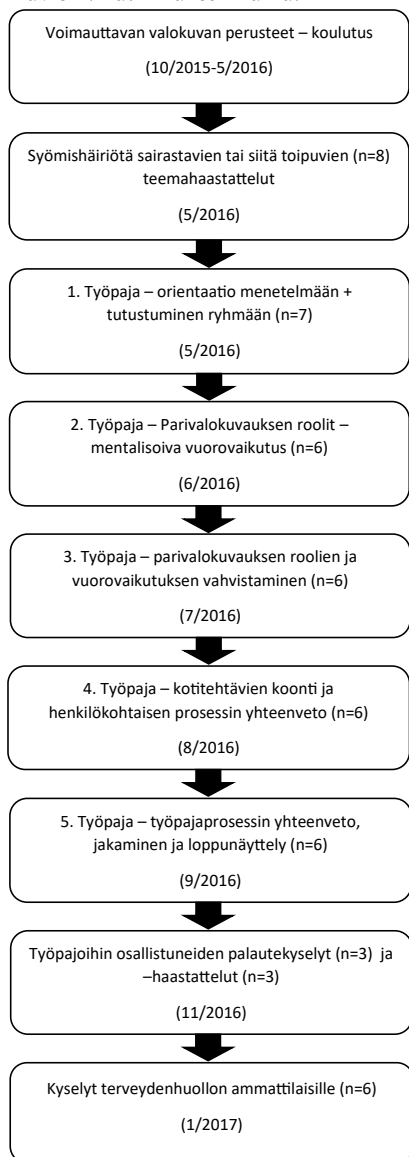 Voimauttavan valokuvan perusteet – koulutus
(10/2015-5/2016)
Syömishäiriötä sairastavien tai siitä toipuvien (n=8)
teemahaastattelut
(5/2016)
1. Työpaja – orientaatio menetelmään +
tutustuminen ryhmään (n=7)
(5/2016)
2. Työpaja – Parivalokuvauksen roolit –
mentalisoiva vuorovaikutus (n=6)
(6/2016)
3. Työpaja – parivalokuvauksen roolien ja
vuorovaikutuksen vahvistaminen (n=6)
(7/2016)
4. Työpaja – kotitehtävien koonti ja
henkilökohtaisen prosessin yhteenveto (n=6)
(8/2016)
5. Työpaja – työpajaprosessin yhteenveto,
jakaminen ja loppunäyttely (n=6)
(9/2016)
Työpajoihin osallistuneiden palautekyselyt (n=3) ja
–haastattelut (n=3)
(11/2016)
Kyselyt terveydenhuollon ammattilaisille (n=6)
(1/2017)